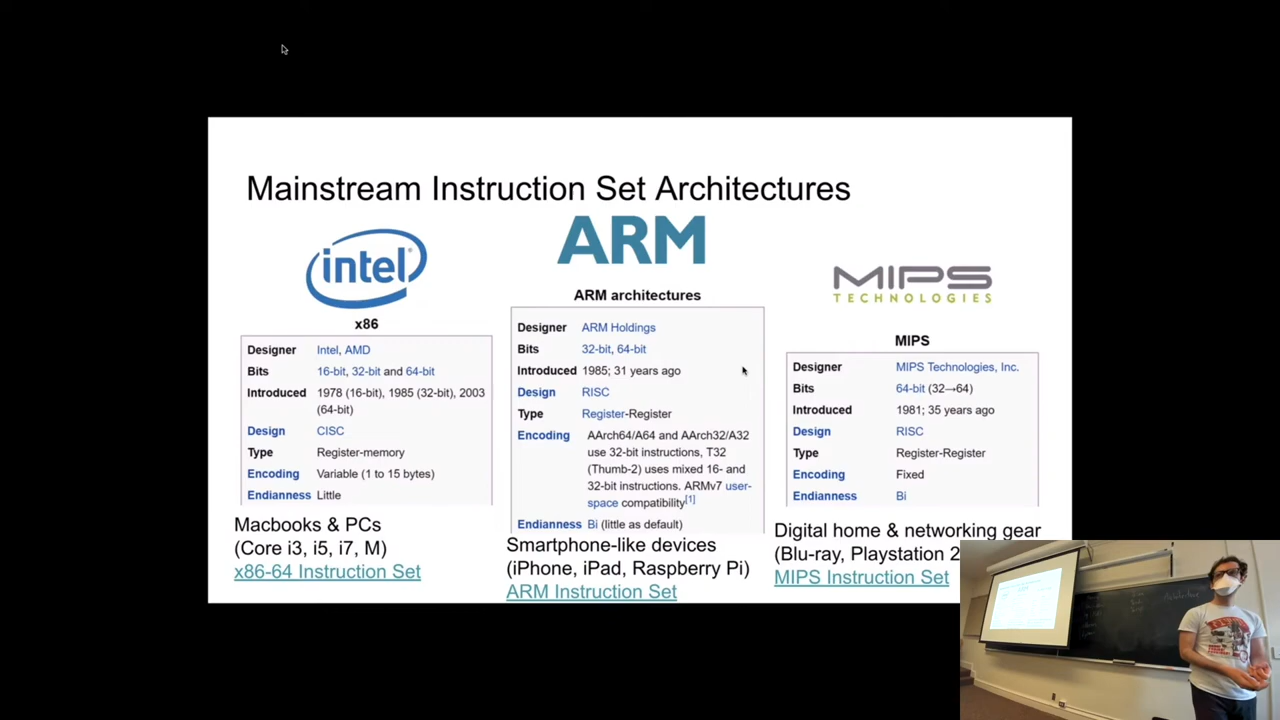 Mainstream Instruction Set Architectures
intel®
x86
Designer Intel, AMD
Bits 16-bit, 32-bit and 64-bit
Introduced 1978 (16-bit), 1985 (32-bit), 2003
(64-bit)
Design CISC
Type Register-memory
Encoding Variable (1 to 15 bytes)
Endianness Little
Macbooks & PCs
(Core i3, i5, i7, M)
x86-64 Instruction Set
ARM
ARM architectures
Designer ARM Holdings
Bits 32-bit, 64-bit
Introduced 1985; 31 years ago
Design RISC
Type Register-Register
Encoding AArch64/A64 and AArch32/A32
use 32-bit instructions, T32
(Thumb-2) uses mixed 16- and
32-bit instructions. ARMv7 user-
space compatibility[1]
Endianness Bi (little as default)
Smartphone-like devices
(iPhone, iPad, Raspberry Pi)
ARM Instruction Set
MIPS
TECHNOLOGIES
MIPS
Designer MIPS Technologies, Inc.
Bits 64-bit (32→64)
Introduced 1981; 35 years ago
Design RISC
Type Register-Register
Encoding Fixed
Endianness Bi
Digital home & networking gear
(Blu-ray, Playstation 2
MIPS Instruction Set